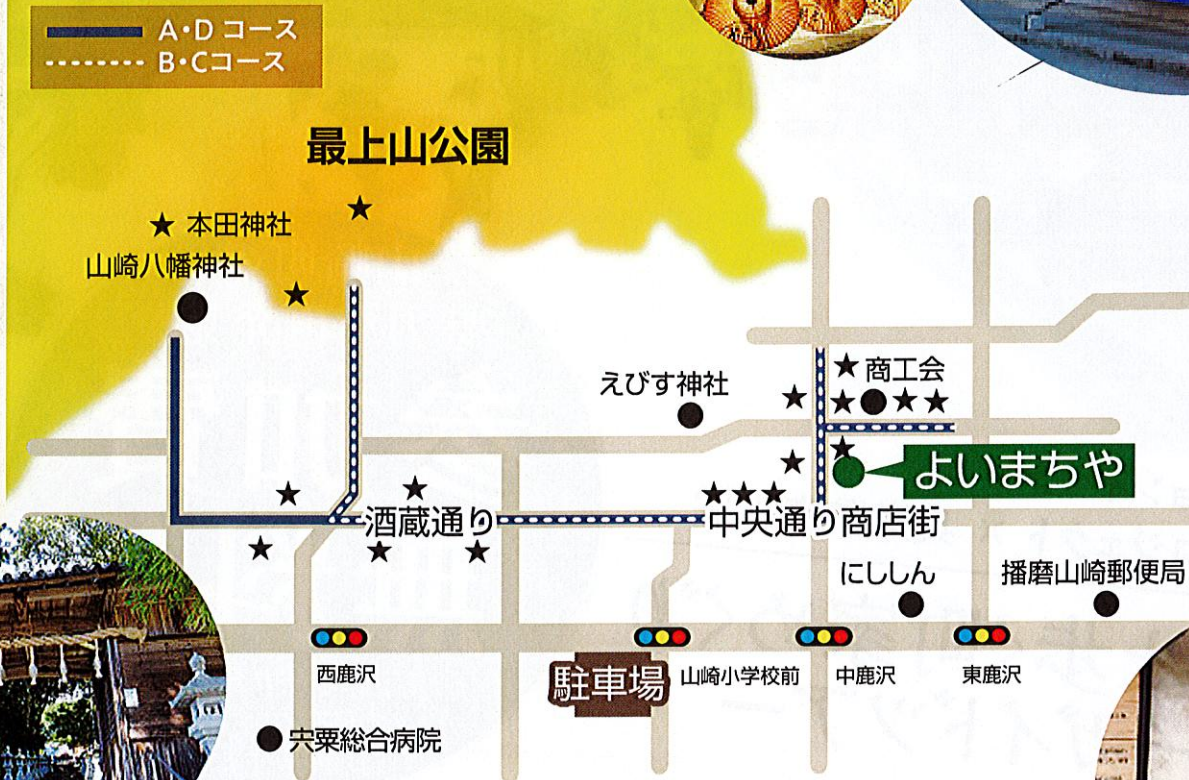 A・Dコース
B・Cコース
最上山公園
本田神社
山崎八幡神社
えびす神社
商工会
よいまちや
酒蔵通り
中央通り商店街
にししん
播磨山崎郵便局
西鹿沢
駐車場
山崎小学校前
中鹿沢
東鹿沢
宍粟総合病院